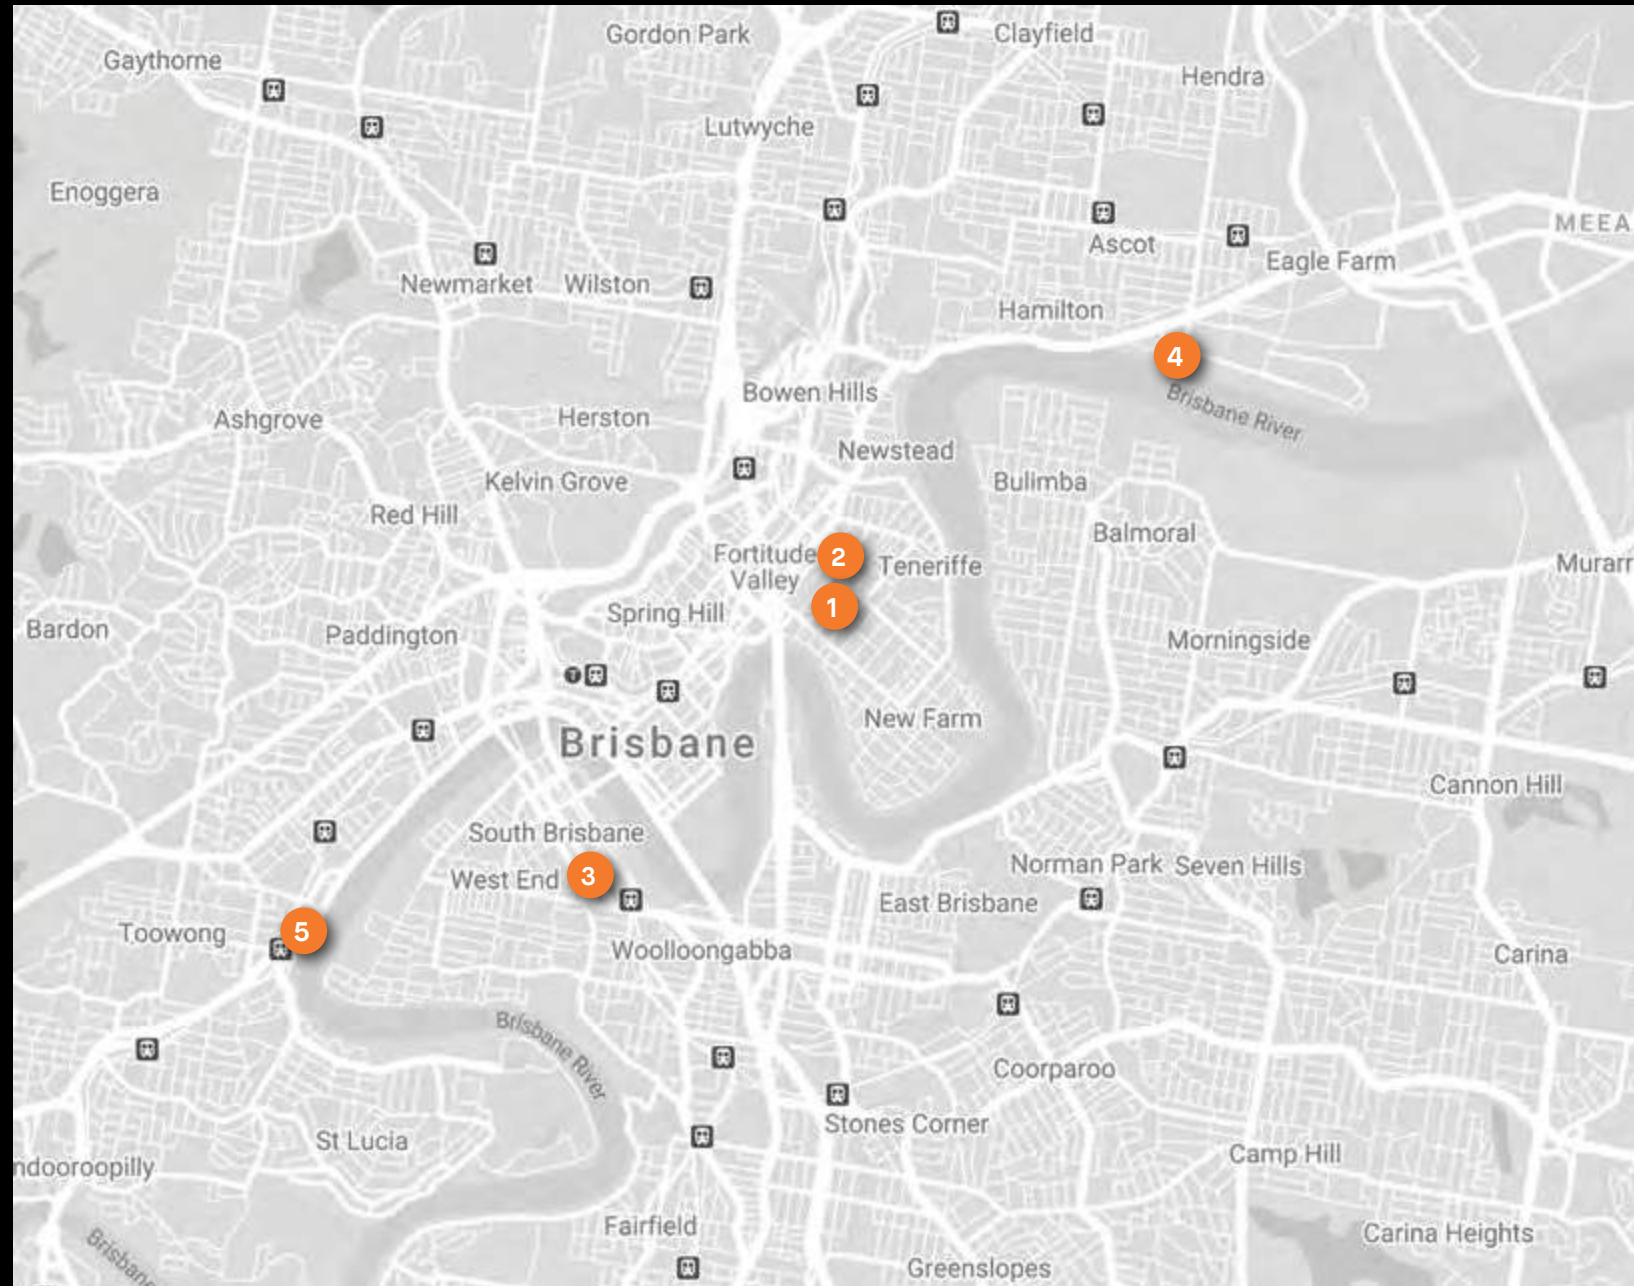 Gordon Park
Clayfield
Gaythorne
Hendra
Lutwyche
Enoggera
MEEA
Ascot
Eagle Farm
Newmarket
Wilston
Hamilton
4
Bowen Hills
Brisbane River
Ashgrove
Herston
Newstead
Kelvin Grove
Bulimba
Red Hill
Balmoral
Fortitude
Valley
2
Teneriffe
Murarr
1
Spring Hill
Bardon
Paddington
Morningside
T
New Farm
Brisbane
Cannon Hill
South Brisbane
West End
3
Norman Park
Seven Hills
East Brisbane
Toowong
5
Woolloongabba
Carina
Brisbane River
Coorparoo
Stones Corner
St Lucia
Camp Hill
ndooroopilly
Fairfield
Carina Heights
Brisbane
Greenslopes